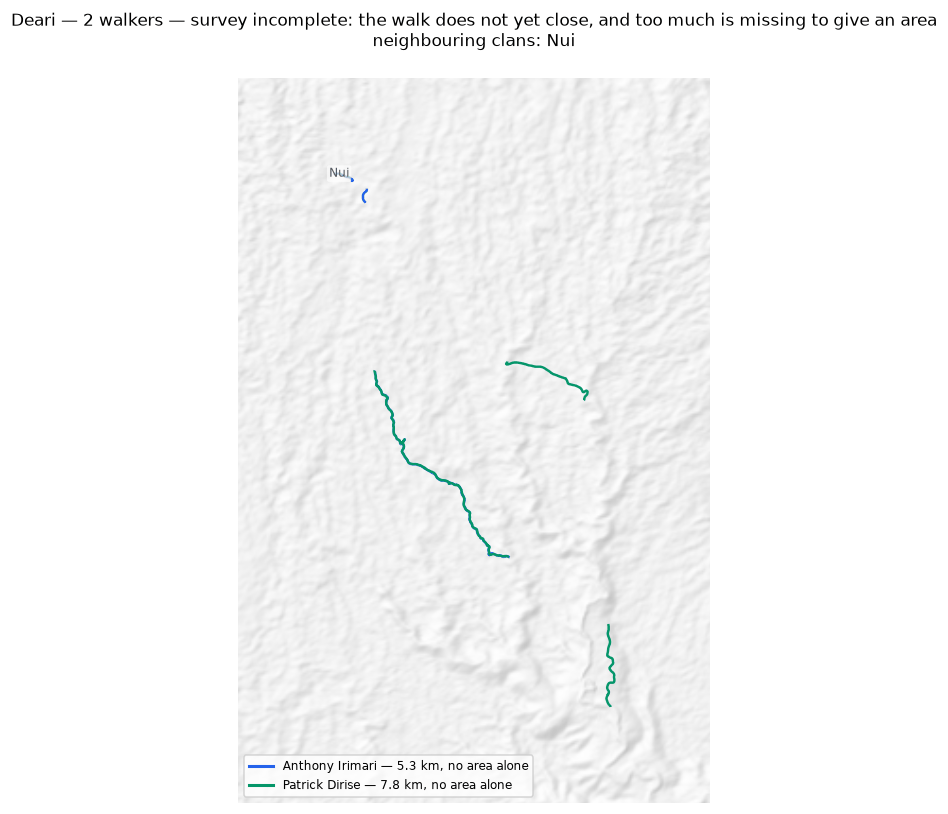 Deari — 2 walkers — survey incomplete: the walk does not yet close, and too much is missing to give an area
neighbouring clans: Nui
Nui
Anthony Irimari — 5.3 km, no area alone
Patrick Dirise — 7.8 km, no area alone